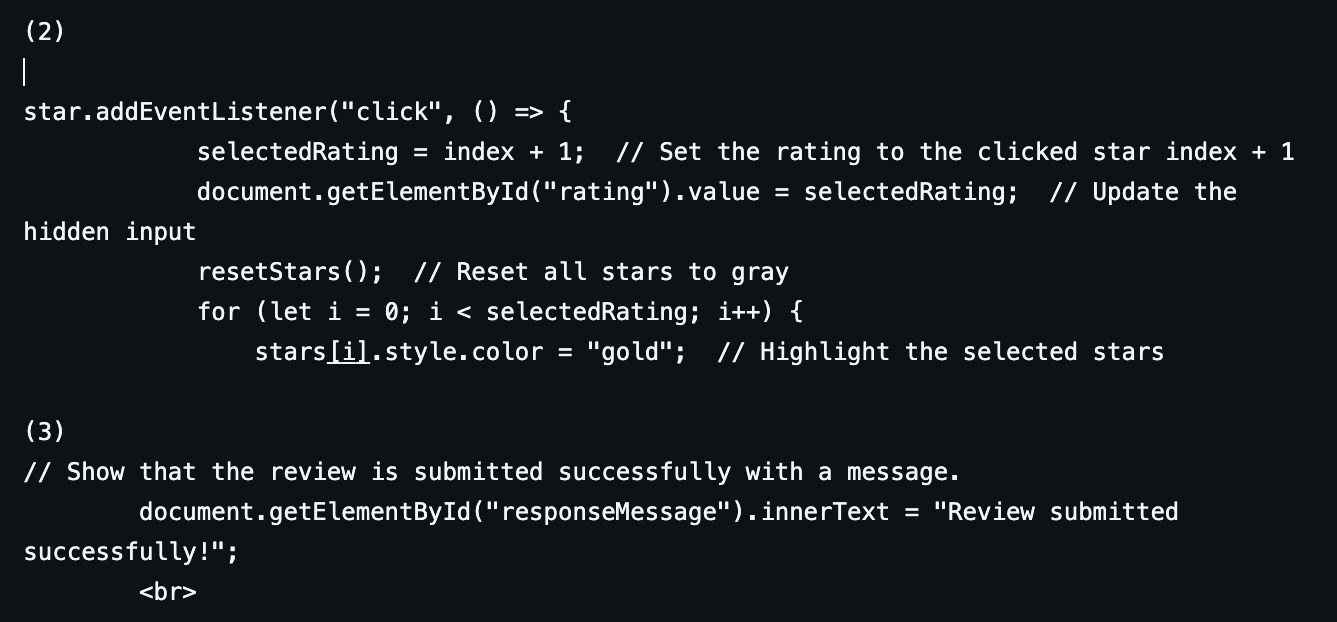 (2)
star.addEventListener("click", () => {
            selectedRating = index + 1;  // Set the rating to the clicked star index + 1
            document.getElementById("rating").value = selectedRating;  // Update the
hidden input
            resetStars();  // Reset all stars to gray
            for (let i = 0; i < selectedRating; i++) {
                stars[i].style.color = "gold";  // Highlight the selected stars
(3)
// Show that the review is submitted successfully with a message.
        document.getElementById("responseMessage").innerText = "Review submitted
successfully!";
        <br>